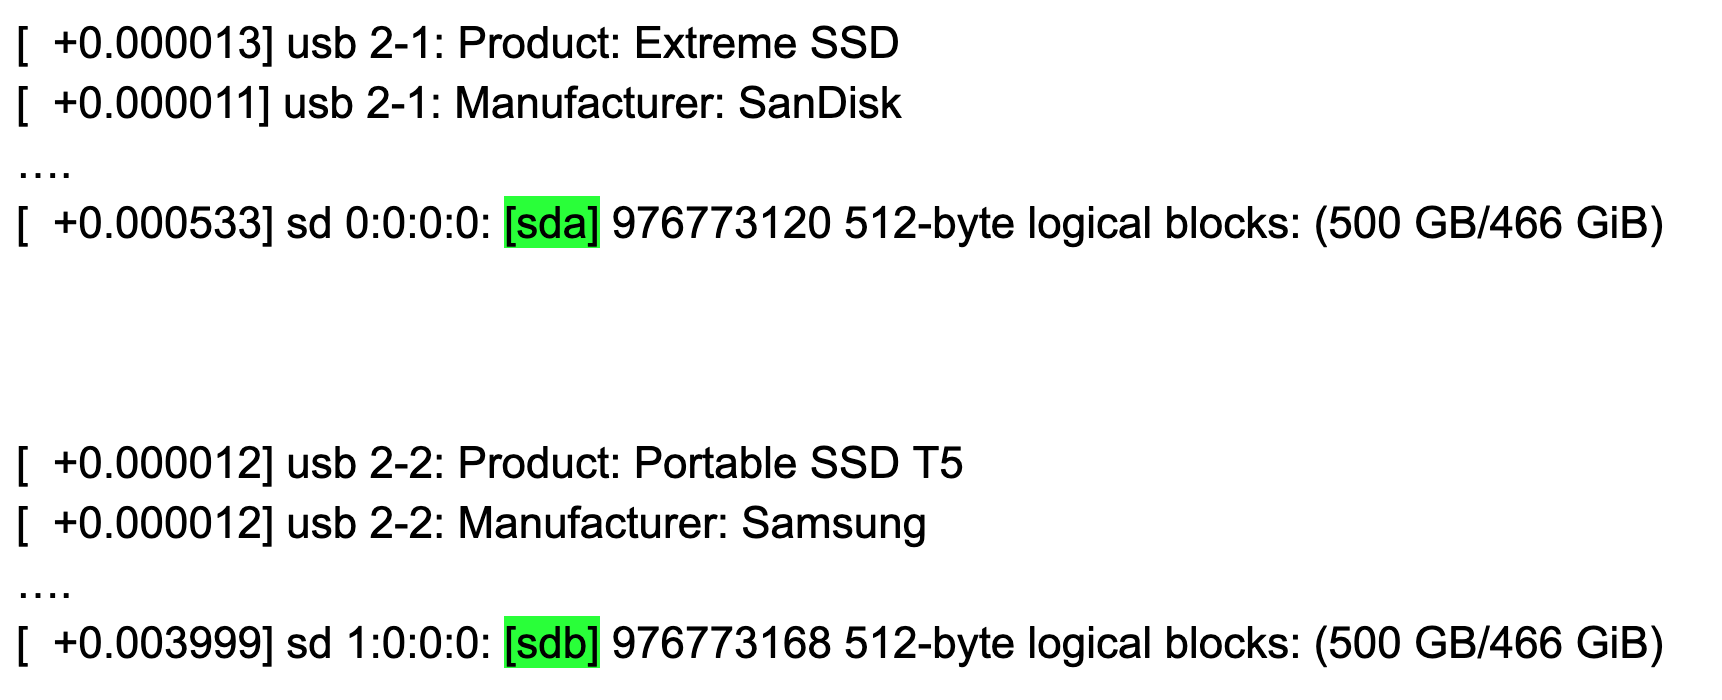 [  +0.000013] usb 2-1: Product: Extreme SSD
[  +0.000011] usb 2-1: Manufacturer: SanDisk
….
[  +0.000533] sd 0:0:0:0: [sda] 976773120 512-byte logical blocks: (500 GB/466 GiB)
[  +0.000012] usb 2-2: Product: Portable SSD T5
[  +0.000012] usb 2-2: Manufacturer: Samsung
….
[  +0.003999] sd 1:0:0:0: [sdb] 976773168 512-byte logical blocks: (500 GB/466 GiB)